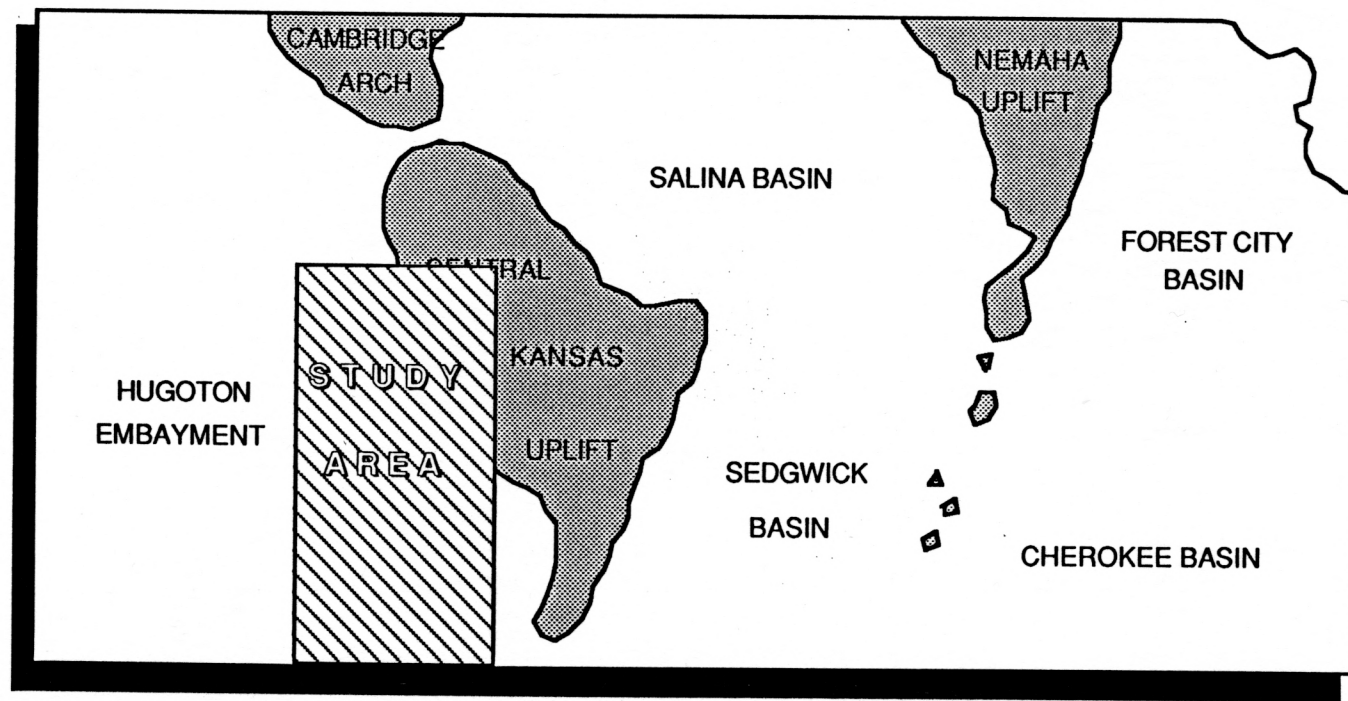 CAMBRIDGE
ARCH
NEMAHA
UPLIFT
SALINA BASIN
FOREST CITY
BASIN
CENTRAL
KANSAS
UPLIFT
STUDY
AREA
HUGOTON
EMBAYMENT
SEDGWICK
BASIN
CHEROKEE BASIN